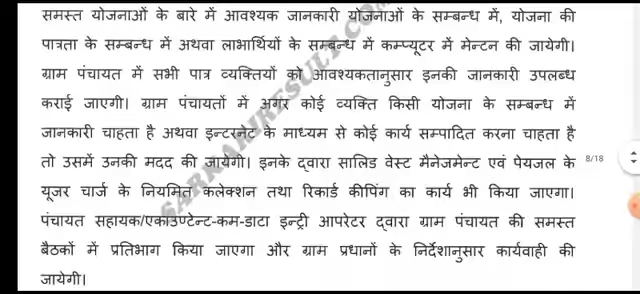 समस्त योजनाओं के बारे में आवश्यक जानकारी योजनाओं के सम्बन्ध में, योजना की
पात्रता के सम्बन्ध में अथवा लाभार्थियों के सम्बन्ध में कम्प्यूटर में मेन्टन की जायेगी।
ग्राम पंचायत में सभी पात्र व्यक्तियों को आवश्यकतानुसार इनकी जानकारी उपलब्ध
कराई जाएगी। ग्राम पंचायतों में अगर कोई व्यक्ति किसी योजना के सम्बन्ध में
जानकारी चाहता है अथवा इन्टरनेट के माध्यम से कोई कार्य सम्पादित करना चाहता है
तो उसमें उनकी मदद की जायेगी। इनके द्वारा सालिड वेस्ट मैनेजमेन्ट एवं पेयजल के
8/18
यूजर चार्ज के नियमित कलेक्शन तथा रिकार्ड कीपिंग का कार्य भी किया जाएगा।
पंचायत सहायक/एकाउण्टेन्ट-कम-डाटा इन्ट्री आपरेटर द्वारा ग्राम पंचायत की समस्त
बैठकों में प्रतिभाग किया जाएगा और ग्राम प्रधानों के निर्देशानुसार कार्यवाही की
जायेगी।
SARKARIRESULT.COM